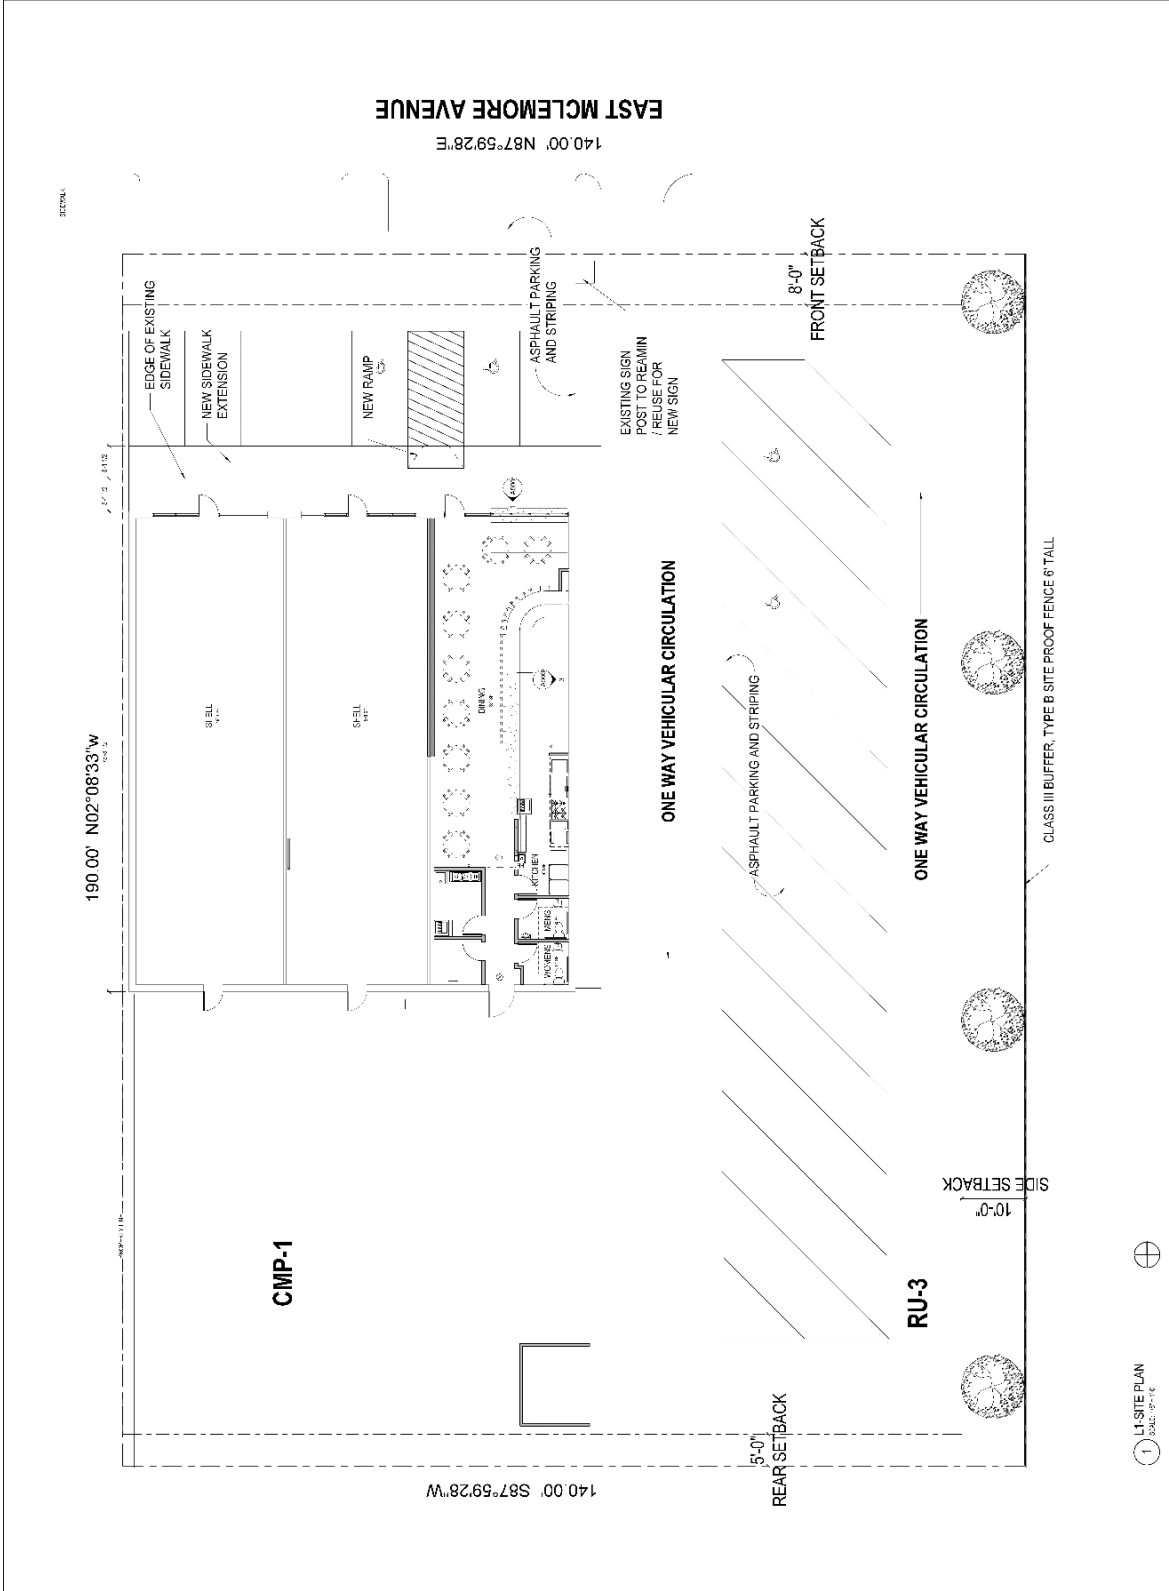 EAST MCLEMORE AVENUE
140.00' N87°59'28"E
SIDEWALK
8'-0"
FRONT SETBACK
EDGE OF EXISTING
SIDEWALK
NEW SIDEWALK
EXTENSION
NEW RAMP
ASPHAULT PARKING
AND STRIPING
EXISTING SIGN
POST TO REAMIN
/ REUSE FOR
NEW SIGN
190.00' N02°08'33"W
SHELL
SHELL
DINING
KITCHEN
MENS
WOMENS
ONE WAY VEHICULAR CIRCULATION
ASPHAULT PARKING AND STRIPING
ONE WAY VEHICULAR CIRCULATION
CLASS III BUFFER, TYPE B SITE PROOF FENCE 6' TALL
SIDE SETBACK
10'-0"
CMP-1
RU-3
5'-0"
REAR SETBACK
140.00' S87°59'28"W
1
L1-SITE PLAN